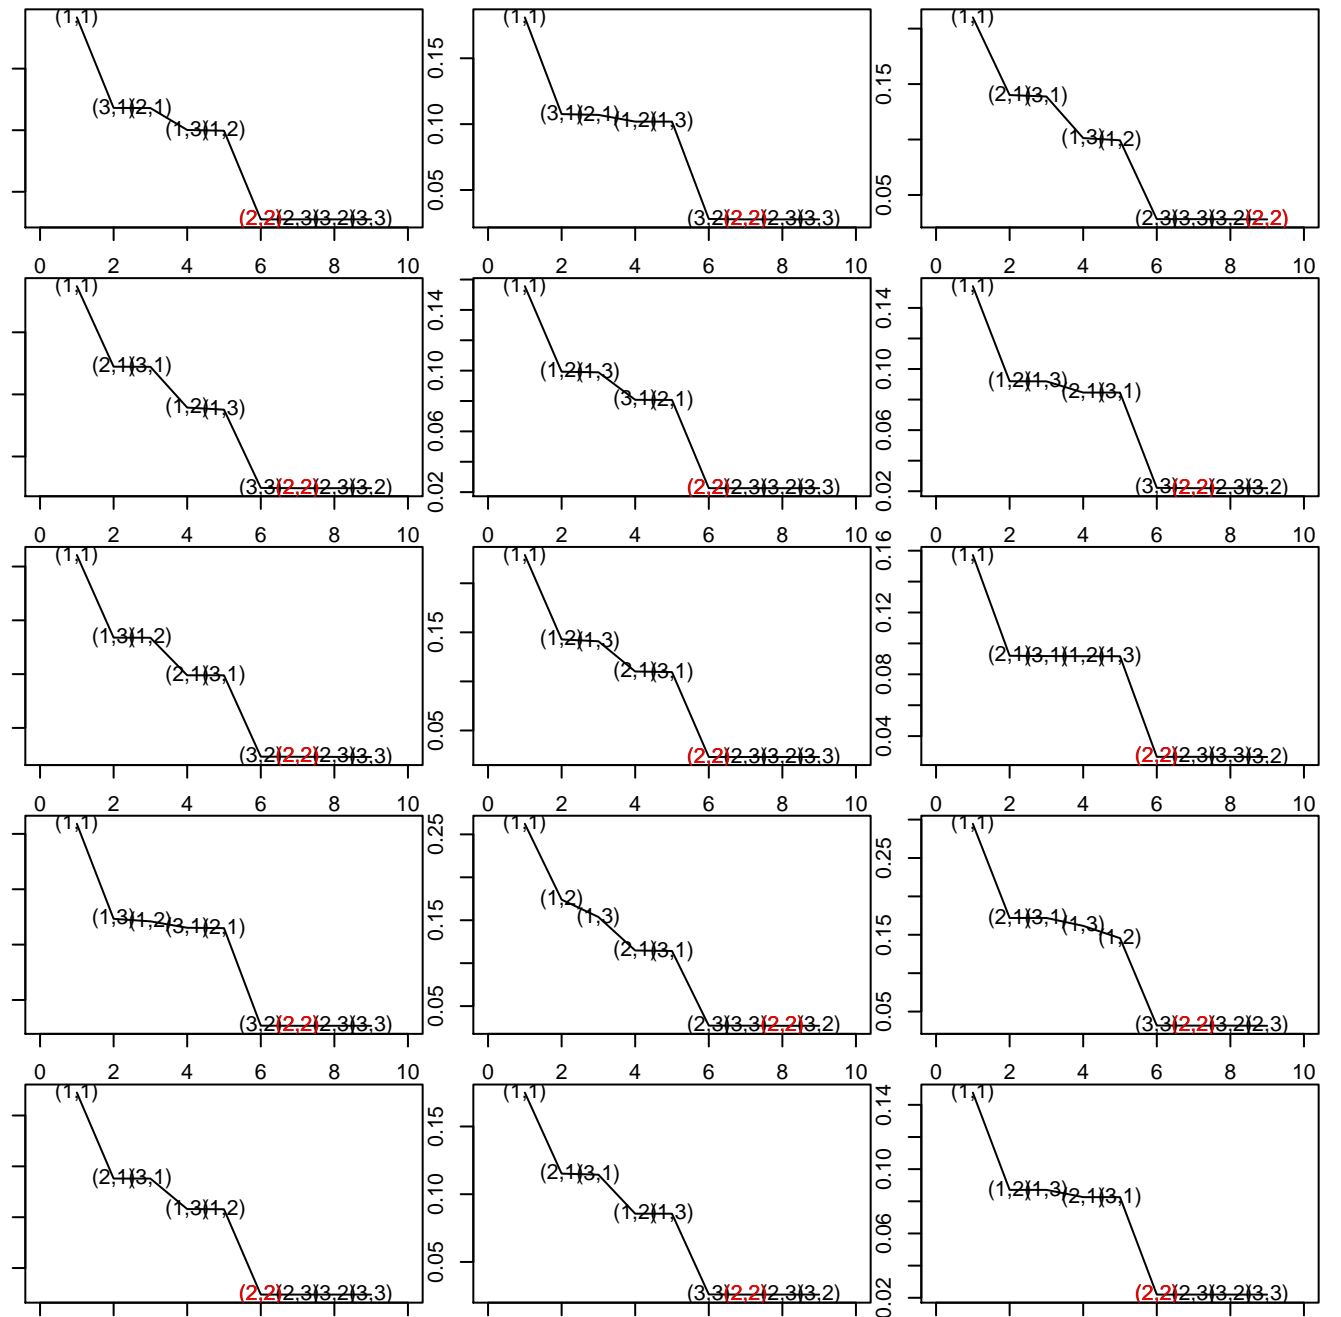 (1,1) (3,1) (2,1) (1,3) (1,2) (2,2) (2,3) (3,2) (3,3)
0.05 0.10 0.15
(1,1) (3,1) (2,1) (1,2) (1,3) (3,2) (2,2) (2,3) (3,3)
0.05 0.15
(1,1) (2,1) (3,1) (1,3) (1,2) (2,3) (3,3) (3,2) (2,2)
0 2 4 6 8 10
0 2 4 6 8 10
0 2 4 6 8 10
(1,1) (2,1) (3,1) (1,2) (1,3) (3,3) (2,2) (2,3) (3,2)
0.02 0.06 0.10 0.14
(1,1) (1,2) (1,3) (3,1) (2,1) (2,2) (2,3) (3,2) (3,3)
0.02 0.06 0.10 0.14
(1,1) (1,2) (1,3) (2,1) (3,1) (3,3) (2,2) (2,3) (3,2)
0 2 4 6 8 10
0 2 4 6 8 10
0 2 4 6 8 10
(1,1) (1,3) (1,2) (2,1) (3,1) (3,2) (2,2) (2,3) (3,3)
0.05 0.15
(1,1) (1,2) (1,3) (2,1) (3,1) (2,2) (2,3) (3,2) (3,3)
0.04 0.08 0.12 0.16
(1,1) (2,1) (3,1) (1,2) (1,3) (2,2) (2,3) (3,3) (3,2)
0 2 4 6 8 10
0 2 4 6 8 10
0 2 4 6 8 10
(1,1) (1,3) (1,2) (3,1) (2,1) (3,2) (2,2) (2,3) (3,3)
0.05 0.15 0.25
(1,1) (1,2) (1,3) (2,1) (3,1) (2,3) (3,3) (2,2) (3,2)
0.05 0.15 0.25
(1,1) (2,1) (3,1) (1,3) (1,2) (3,3) (2,2) (3,2) (2,3)
0 2 4 6 8 10
0 2 4 6 8 10
0 2 4 6 8 10
(1,1) (2,1) (3,1) (1,3) (1,2) (2,2) (2,3) (3,2) (3,3)
0.05 0.10 0.15
(1,1) (2,1) (3,1) (1,2) (1,3) (3,3) (2,2) (2,3) (3,2)
0.02 0.06 0.10 0.14
(1,1) (1,2) (1,3) (2,1) (3,1) (2,2) (2,3) (3,2) (3,3)